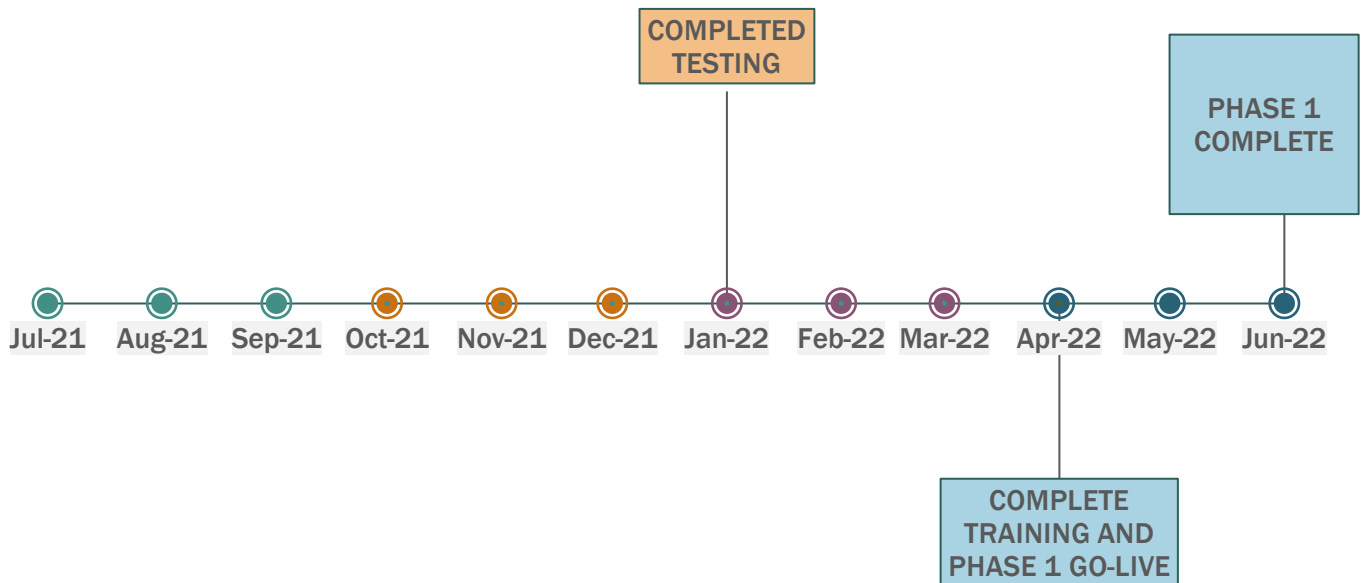 COMPLETED
TESTING
PHASE 1
COMPLETE
Jul-21 Aug-21 Sep-21 Oct-21 Nov-21 Dec-21 Jan-22 Feb-22 Mar-22 Apr-22 May-22 Jun-22
COMPLETE
TRAINING AND
PHASE 1 GO-LIVE